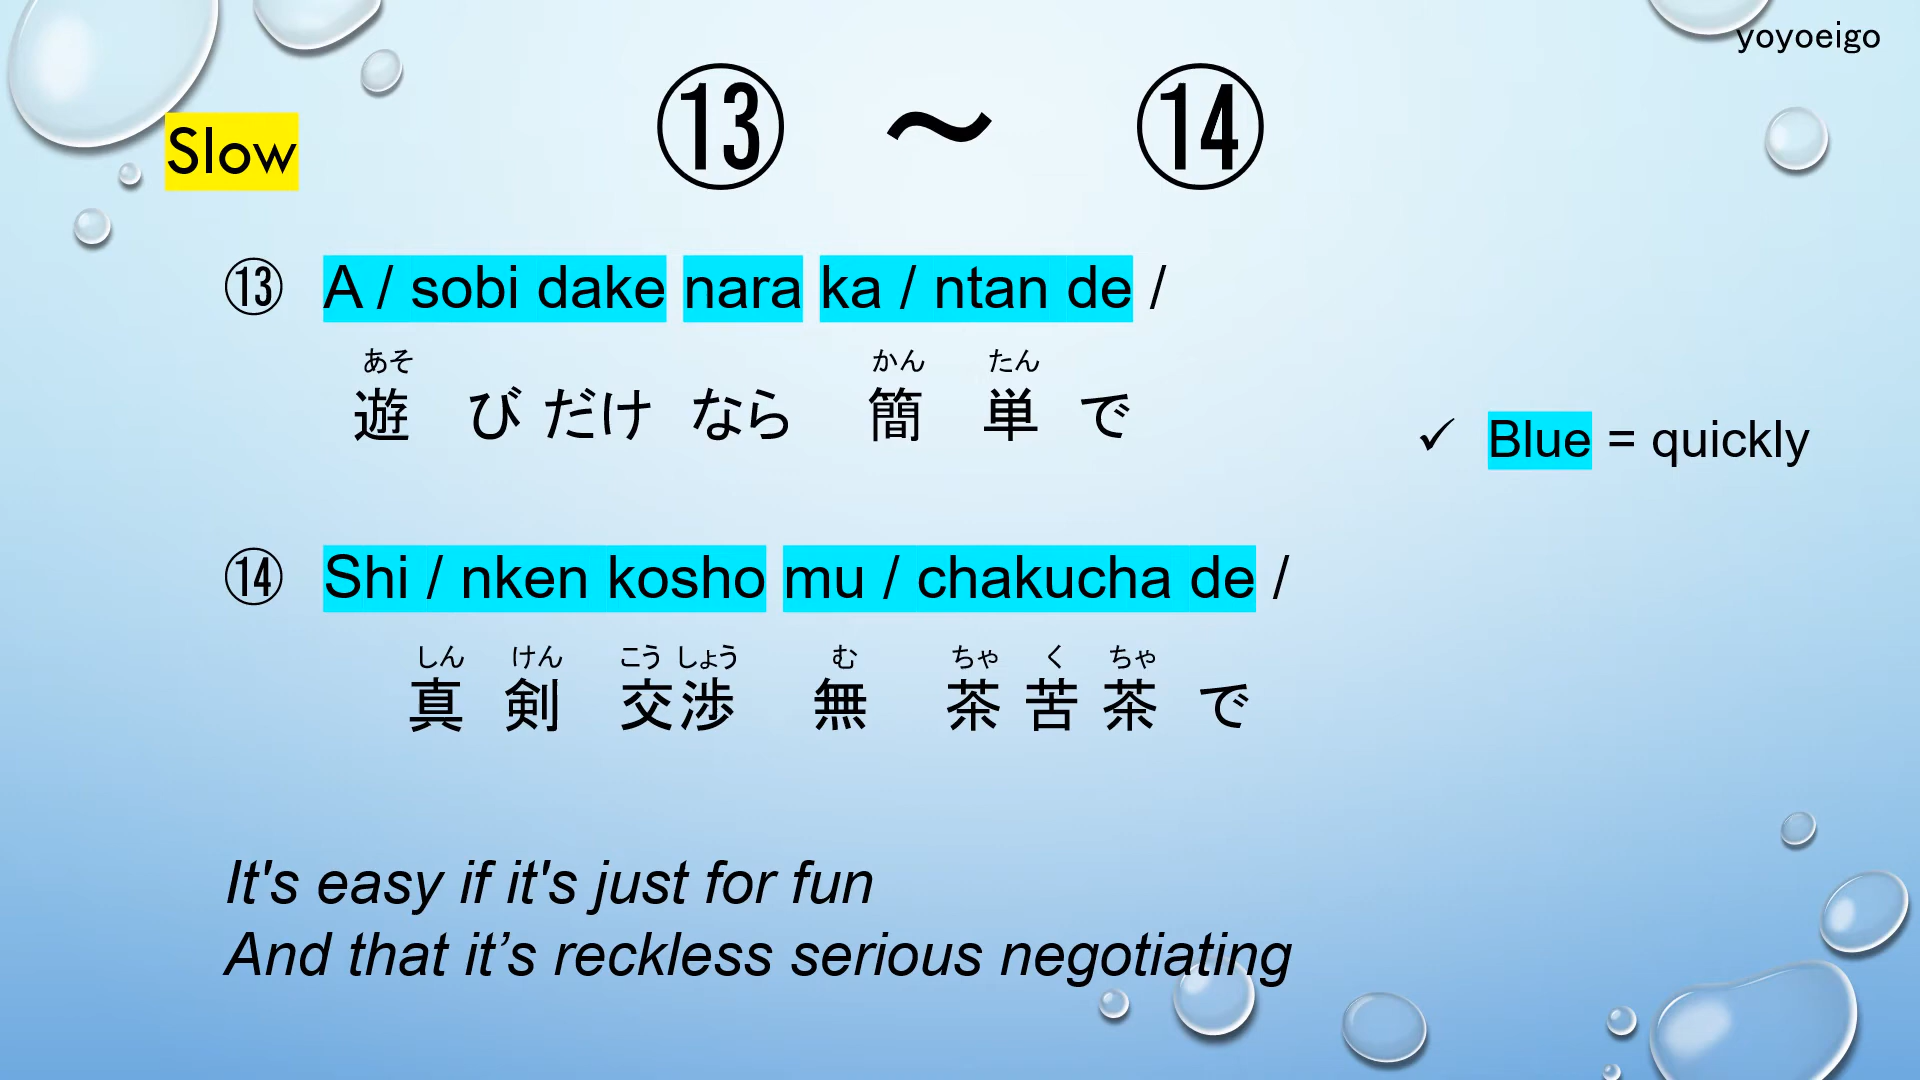 yoyoeigo
⑬ ～ ⑭
Slow
⑬ A / sobi dake nara ka / ntan de /
あそ かん たん
遊 び だけ なら 簡 単 で
✓ Blue = quickly
⑭ Shi / nken kosho mu / chakucha de /
しん けん こう しょう む ちゃ く ちゃ
真 剣 交渉 無 茶 苦 茶 で
It's easy if it's just for fun
And that it’s reckless serious negotiating